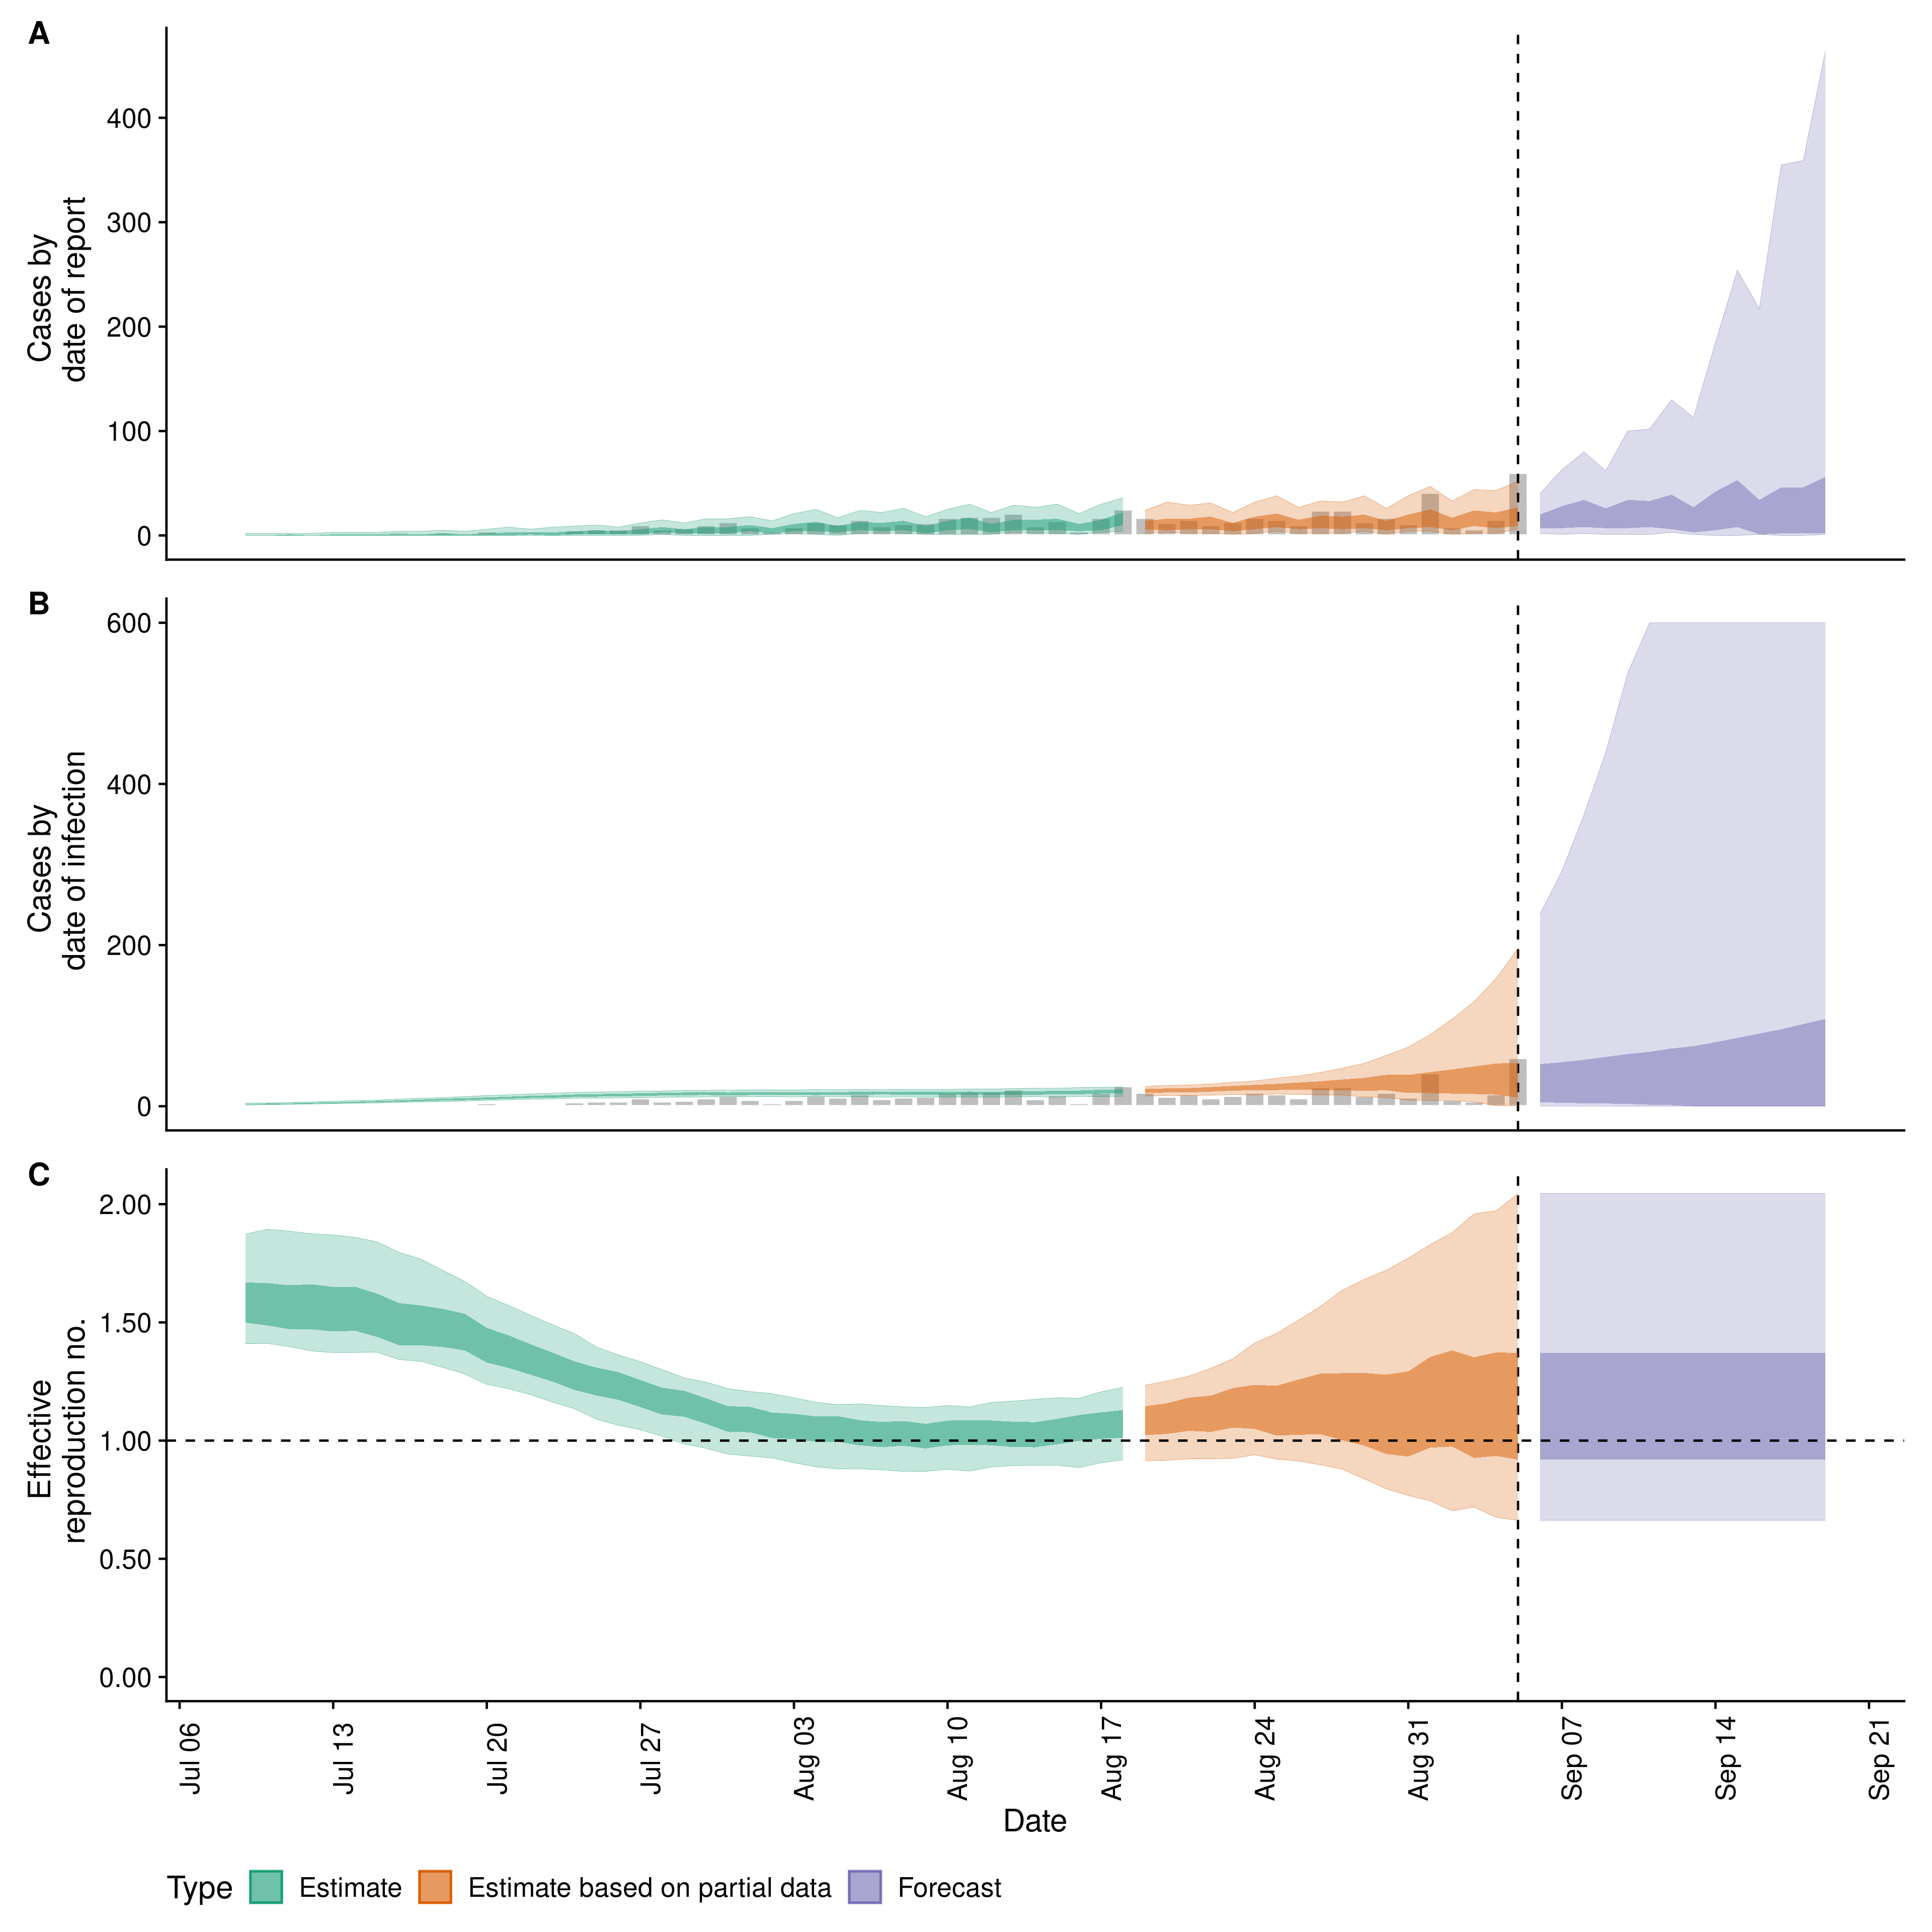 A
400
300
200
100
0
Cases by
date of report
B
600
400
200
0
Cases by
date of infection
C
2.00
1.50
1.00
0.50
0.00
Effective
reproduction no.
Jul 06
Jul 13
Jul 20
Jul 27
Aug 03
Aug 10
Aug 17
Aug 24
Aug 31
Sep 07
Sep 14
Sep 21
Date
Type Estimate Estimate based on partial data Forecast